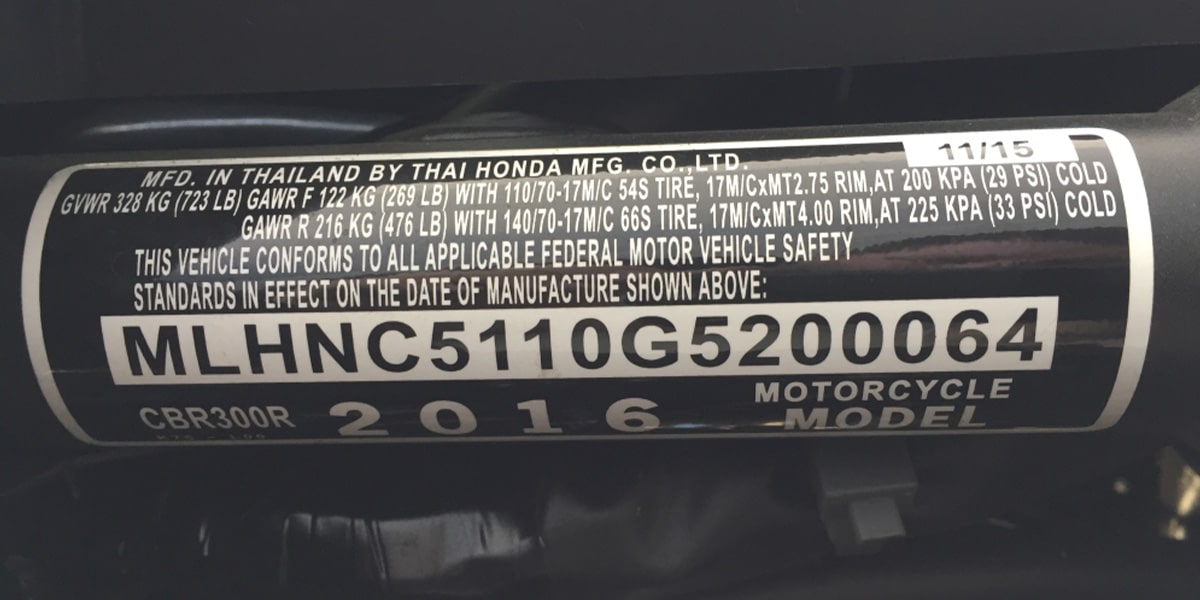 11/15
MFD. IN THAILAND BY THAI HONDA MFG. CO.,LTD.
GVWR 328 KG (723 LB) GAWR F 122 KG (269 LB) WITH 110/70-17M/C 54S TIRE, 17M/CxMT2.75 RIM,AT 200 KPA (29 PSI) COLD
GAWR R 216 KG (476 LB) WITH 140/70-17M/C 66S TIRE, 17M/CxMT4.00 RIM,AT 225 KPA (33 PSI) COLD
THIS VEHICLE CONFORMS TO ALL APPLICABLE FEDERAL MOTOR VEHICLE SAFETY
STANDARDS IN EFFECT ON THE DATE OF MANUFACTURE SHOWN ABOVE:
MLHNC5110G5200064
MOTORCYCLE
CBR300R 2016 MODEL